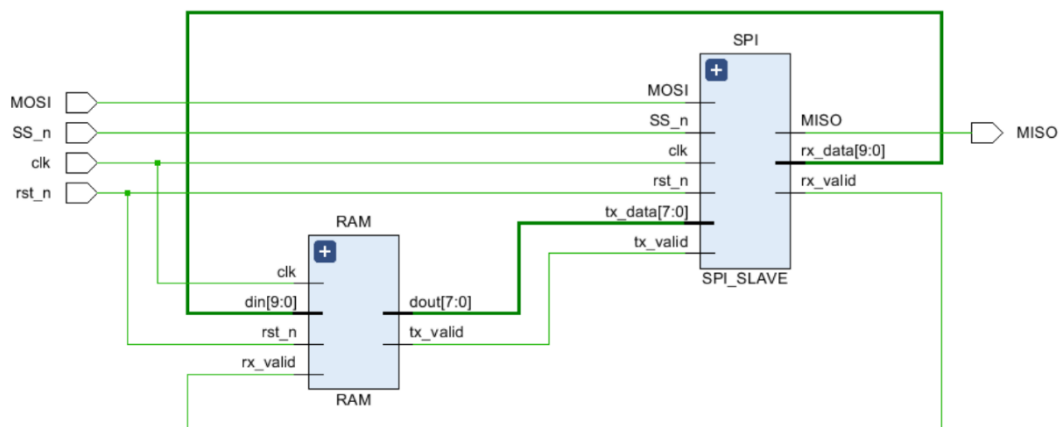 SPI
MOSI
MOSI
SS_n
SS_n
MISO
MISO
clk
clk
rx_data[9:0]
rst_n
rst_n
rx_valid
tx_data[7:0]
RAM
tx_valid
clk
SPI_SLAVE
din[9:0]
dout[7:0]
rst_n
tx_valid
rx_valid
RAM